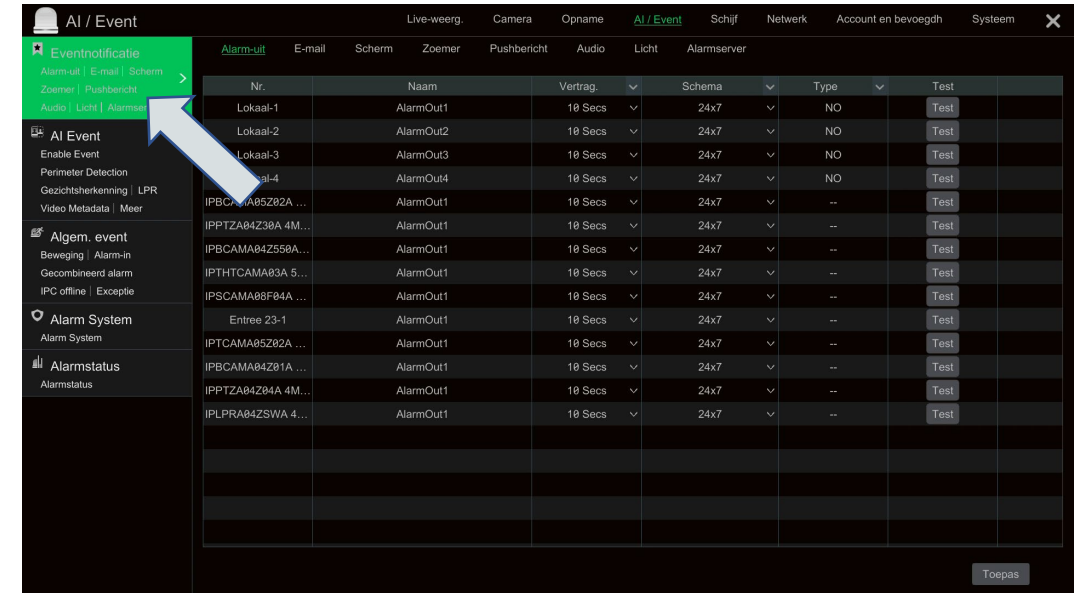 AI / Event Live-weerg. Camera Opname AI / Event Schijf Netwerk Account en bevoegdh Systeem
Eventnotificatie
Alarm-uit | E-mail | Scherm
Zoemer | Pushbericht
Audio | Licht
AI Event
Enable Event
Perimeter Detection
Gezichtsherkenning | LPR
Video Metadata | Meer
Algem. event
Beweging | Alarm-in
Gecombineerd alarm
IPC offline | Exceptie
Alarm System
Alarm System
Alarmstatus
Alarmstatus
Alarm-uit E-mail Scherm Zoemer Pushbericht Audio Licht Alarmserver
Nr. Naam Vertrag. Schema Type Test
Lokaal-1 AlarmOut1 10 Secs 24x7 NO Test
Lokaal-2 AlarmOut2 10 Secs 24x7 NO Test
Lokaal-3 AlarmOut3 10 Secs 24x7 NO Test
al-4 AlarmOut4 10 Secs 24x7 NO Test
AlarmOut1 10 Secs 24x7 -- Test
IPPTZA04Z30A 4M... AlarmOut1 10 Secs 24x7 -- Test
IPBCAMA04Z550A... AlarmOut1 10 Secs 24x7 -- Test
IPTHTCAMA03A 5... AlarmOut1 10 Secs 24x7 -- Test
IPSCAMA08F04A ... AlarmOut1 10 Secs 24x7 -- Test
Entree 23-1 AlarmOut1 10 Secs 24x7 -- Test
IPTCAMA05Z02A ... AlarmOut1 10 Secs 24x7 -- Test
IPBCAMA04Z01A ... AlarmOut1 10 Secs 24x7 -- Test
IPPTZA04Z04A 4M... AlarmOut1 10 Secs 24x7 -- Test
IPLPRA04ZSWA 4... AlarmOut1 10 Secs 24x7 -- Test
Toepas